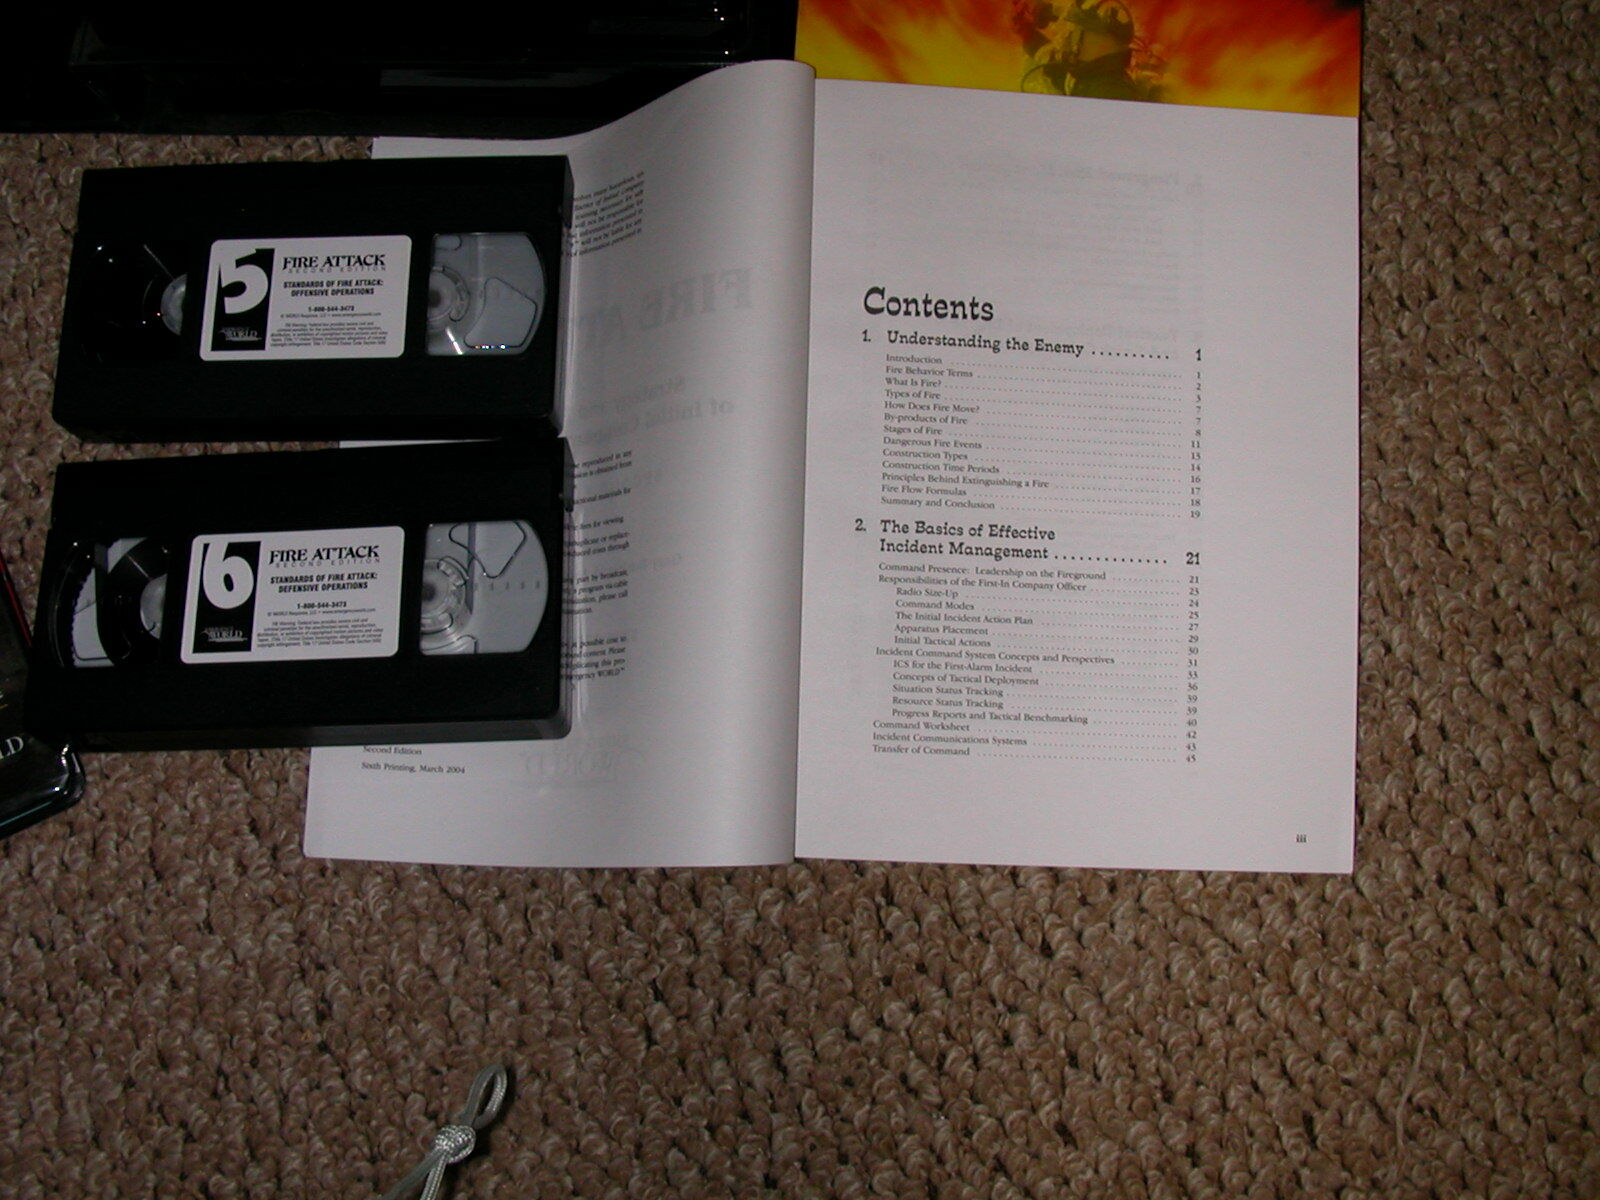 5
FIRE ATTACK
SECOND EDITION
STANDARDS OF FIRE ATTACK:
OFFENSIVE OPERATIONS
1-800-544-3473
WORLD
6
FIRE ATTACK
SECOND EDITION
STANDARDS OF FIRE ATTACK:
DEFENSIVE OPERATIONS
1-800-544-3473
WORLD
LD
Second Edition
Sixth Printing, March 2004
Contents
1. Understanding the Enemy .......... 1
Introduction 1
Fire Behavior Terms 2
What Is Fire? 3
Types of Fire 7
How Does Fire Move? 7
By-products of Fire 8
Stages of Fire 11
Dangerous Fire Events 13
Construction Types 14
Construction Time Periods 16
Principles Behind Extinguishing a Fire 17
Fire Flow Formulas 18
Summary and Conclusion 19
2. The Basics of Effective
Incident Management ............. 21
Command Presence: Leadership on the Fireground 21
Responsibilities of the First-In Company Officer 23
Radio Size-Up 24
Command Modes 25
The Initial Incident Action Plan 27
Apparatus Placement 29
Initial Tactical Actions 30
Incident Command System Concepts and Perspectives 31
ICS for the First-Alarm Incident 33
Concepts of Tactical Deployment 36
Situation Status Tracking 39
Resource Status Tracking 39
Progress Reports and Tactical Benchmarking 40
Command Worksheet 42
Incident Communications Systems 43
Transfer of Command 45
iii